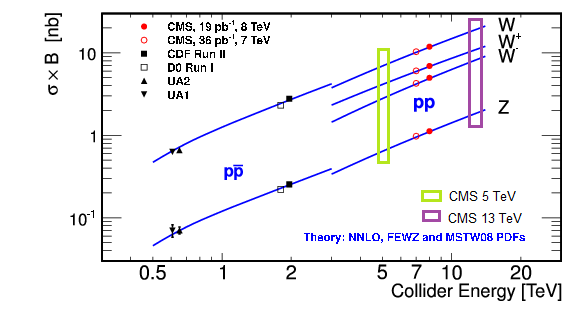 σ × B [nb]
10
1
10⁻¹
CMS, 19 pb⁻¹, 8 TeV
CMS, 36 pb⁻¹, 7 TeV
CDF Run II
D0 Run I
UA2
UA1
W
W⁺
W⁻
Z
pp
pp̅
CMS 5 TeV
CMS 13 TeV
Theory: NNLO, FEWZ and MSTW08 PDFs
0.5 1 2 5 7 10 20
Collider Energy [TeV]